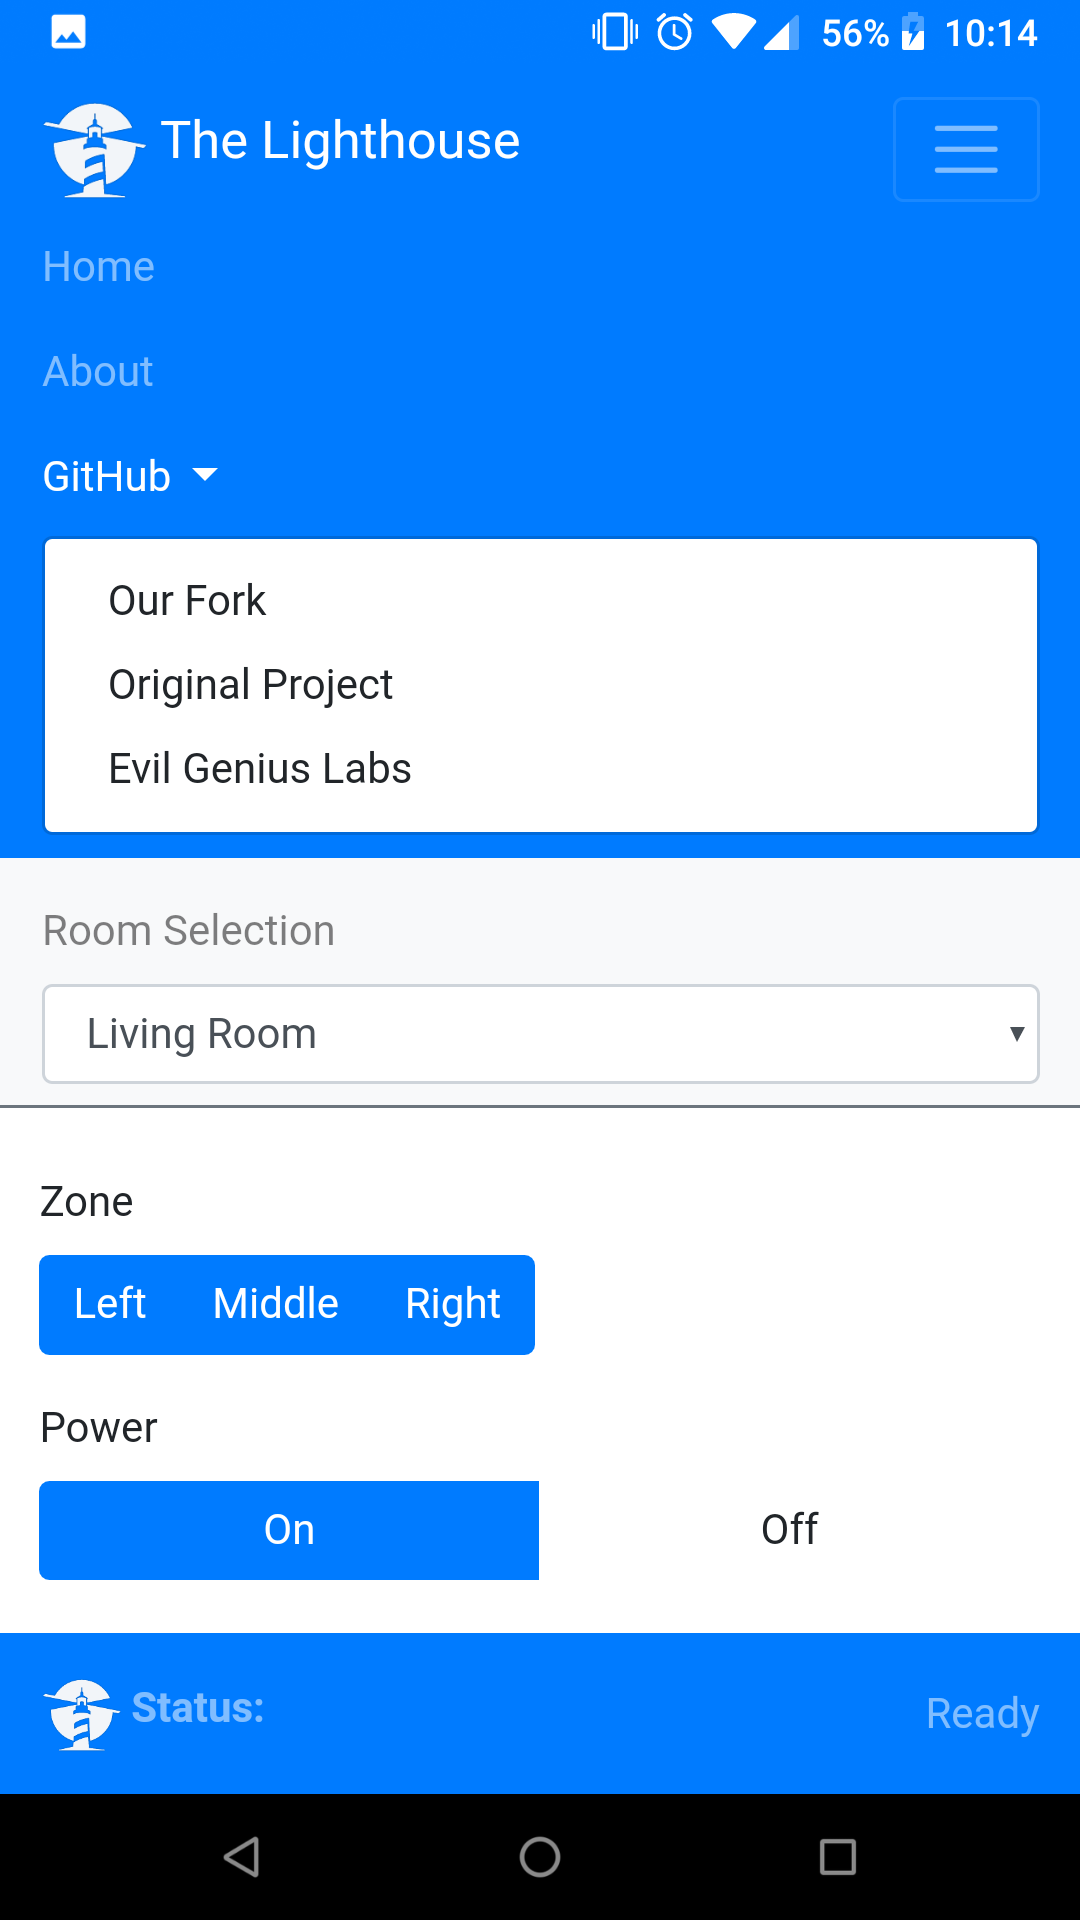 56% 10:14
The Lighthouse
Home
About
GitHub
Our Fork
Original Project
Evil Genius Labs
Room Selection
Living Room
Zone
Left Middle Right
Power
On Off
Status: Ready